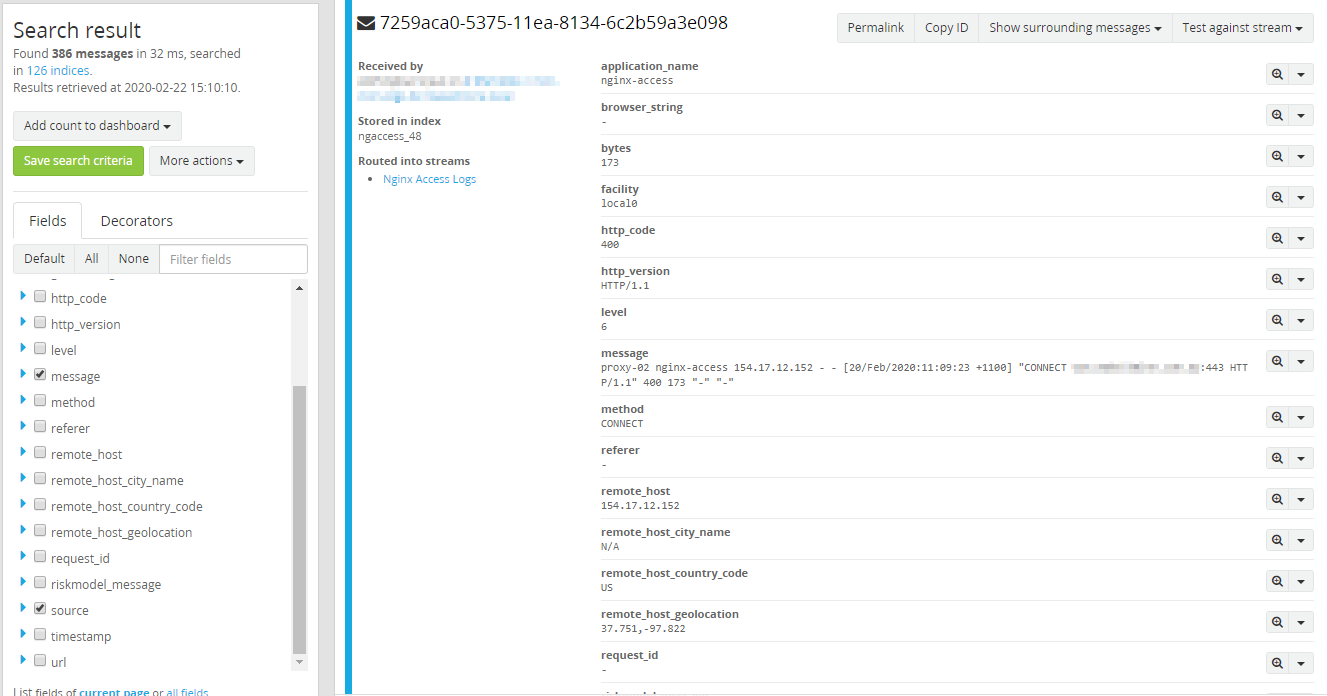 Search result
Found 386 messages in 32 ms, searched
in 126 indices.
Results retrieved at 2020-02-22 15:10:10.
Add count to dashboard
Save search criteria
More actions
Fields
Decorators
Default
All
None
Filter fields
http_code
http_version
level
message
method
referer
remote_host
remote_host_city_name
remote_host_country_code
remote_host_geolocation
request_id
riskmodel_message
source
timestamp
url
List fields of current page or all fields
7259aca0-5375-11ea-8134-6c2b59a3e098
Permalink
Copy ID
Show surrounding messages
Test against stream
Received by
Stored in index
ngaccess_48
Routed into streams
• Nginx Access Logs
application_name
nginx-access
browser_string
-
bytes
173
facility
local0
http_code
400
http_version
HTTP/1.1
level
6
message
proxy-02 nginx-access 154.17.12.152 - - [20/Feb/2020:11:09:23 +1100] "CONNECT :443 HTT
P/1.1" 400 173 "-" "-"
method
CONNECT
referer
-
remote_host
154.17.12.152
remote_host_city_name
N/A
remote_host_country_code
US
remote_host_geolocation
37.751,-97.822
request_id
-